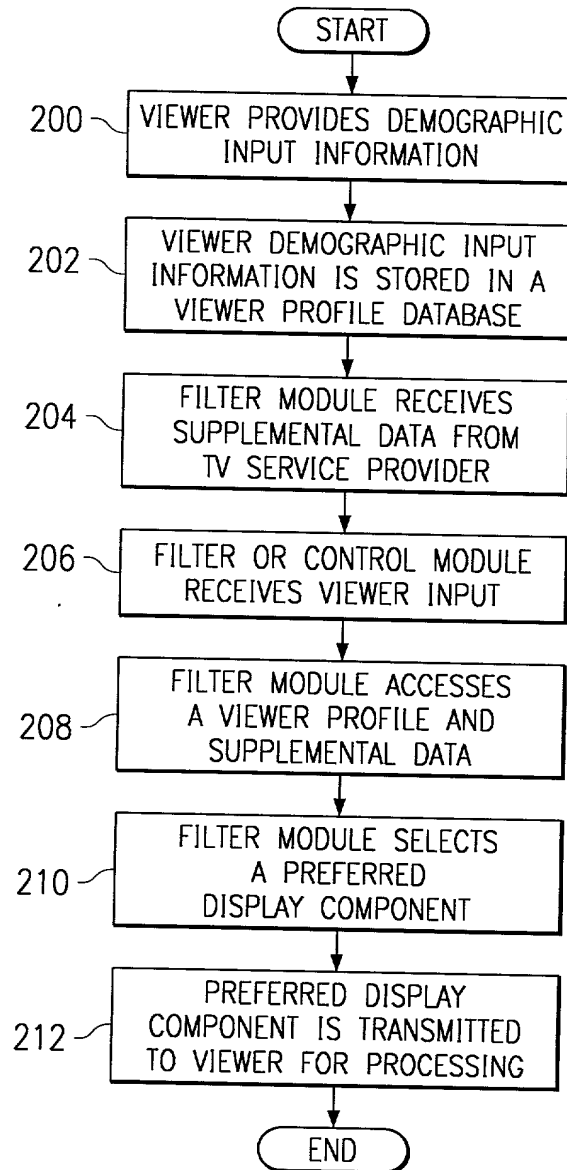 START
200
VIEWER PROVIDES DEMOGRAPHIC
INPUT INFORMATION
202
VIEWER DEMOGRAPHIC INPUT
INFORMATION IS STORED IN A
VIEWER PROFILE DATABASE
204
FILTER MODULE RECEIVES
SUPPLEMENTAL DATA FROM
TV SERVICE PROVIDER
206
FILTER OR CONTROL MODULE
RECEIVES VIEWER INPUT
208
FILTER MODULE ACCESSES
A VIEWER PROFILE AND
SUPPLEMENTAL DATA
210
FILTER MODULE SELECTS
A PREFERRED
DISPLAY COMPONENT
212
PREFERRED DISPLAY
COMPONENT IS TRANSMITTED
TO VIEWER FOR PROCESSING
END